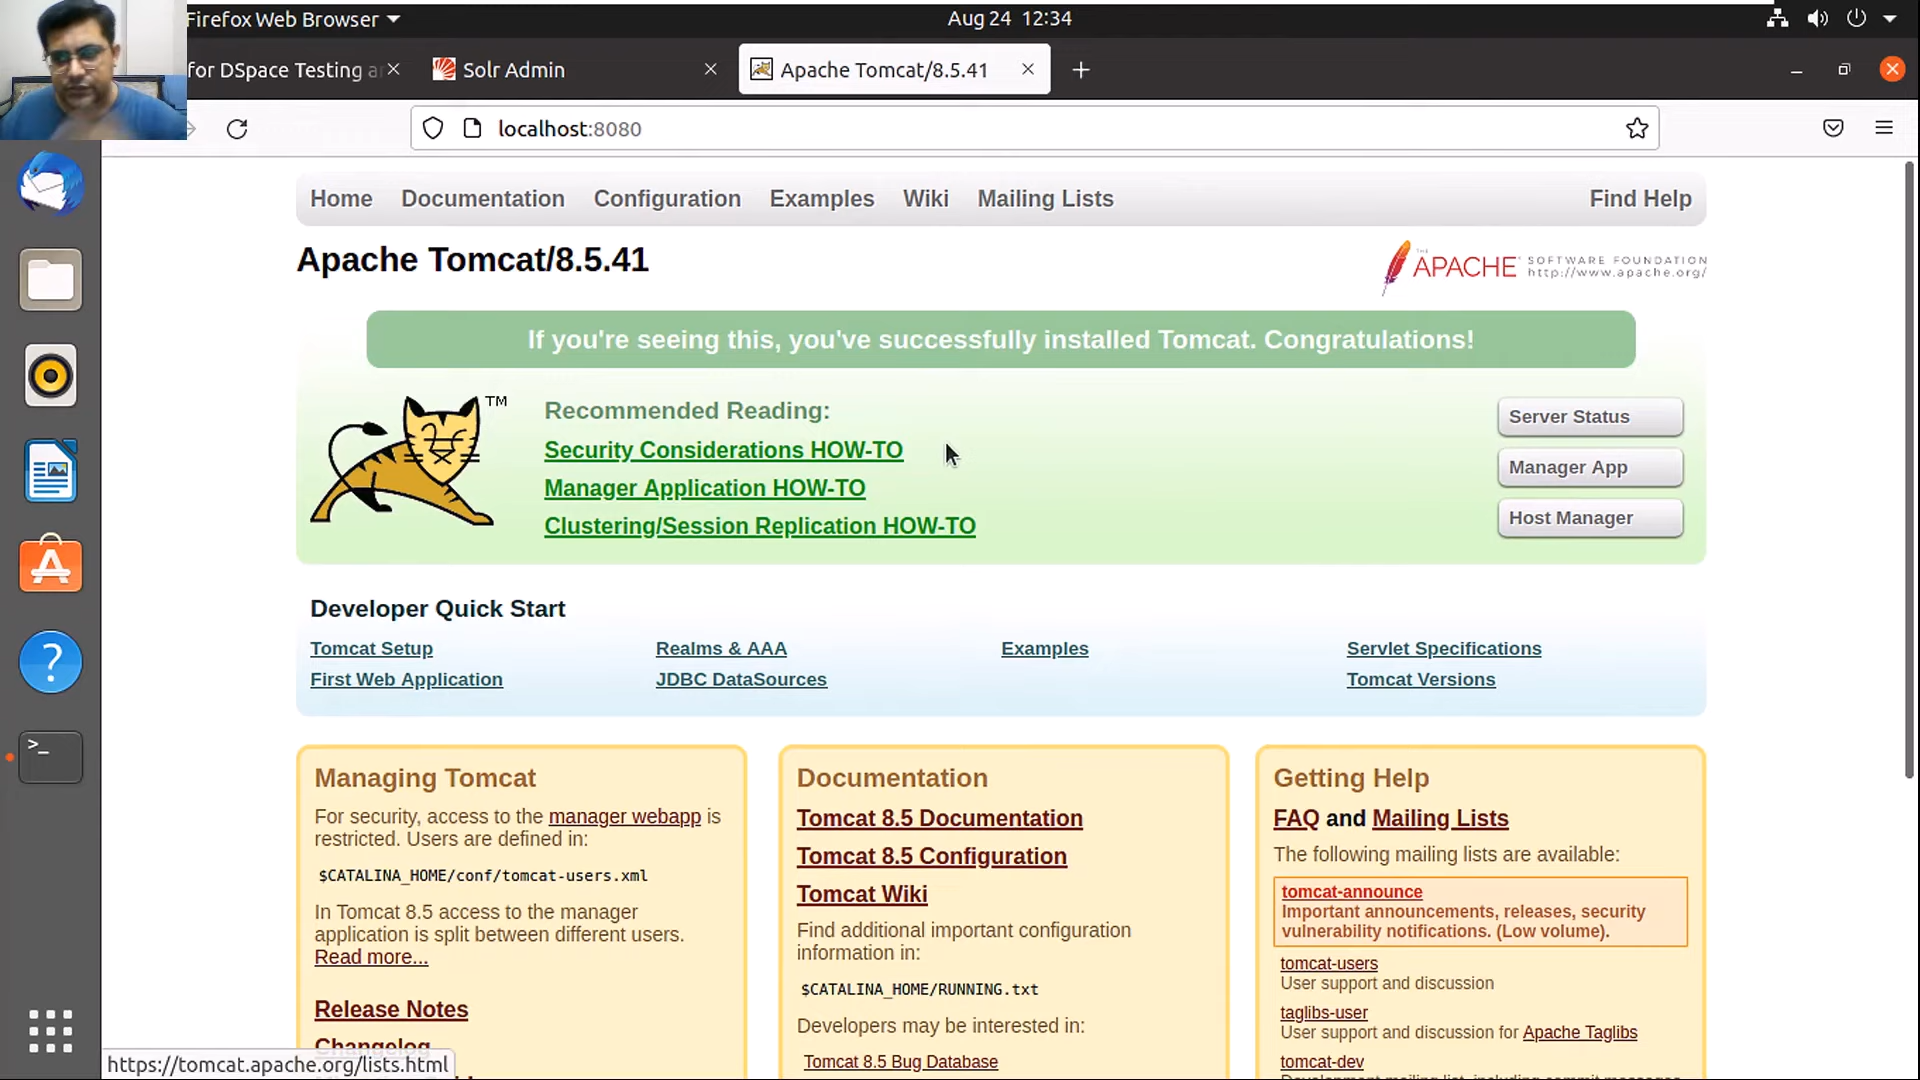 Firefox Web Browser
Aug 24 12:34
for DSpace Testing a
Solr Admin
Apache Tomcat/8.5.41
localhost:8080
Home
Documentation
Configuration
Examples
Wiki
Mailing Lists
Find Help
Apache Tomcat/8.5.41
THE APACHE SOFTWARE FOUNDATION
http://www.apache.org/
If you're seeing this, you've successfully installed Tomcat. Congratulations!
TM
Recommended Reading:
Security Considerations HOW-TO
Manager Application HOW-TO
Clustering/Session Replication HOW-TO
Server Status
Manager App
Host Manager
Developer Quick Start
Tomcat Setup
First Web Application
Realms & AAA
JDBC DataSources
Examples
Servlet Specifications
Tomcat Versions
Managing Tomcat
For security, access to the manager webapp is
restricted. Users are defined in:
$CATALINA_HOME/conf/tomcat-users.xml
In Tomcat 8.5 access to the manager
application is split between different users.
Read more...
Release Notes
Changelog
Documentation
Tomcat 8.5 Documentation
Tomcat 8.5 Configuration
Tomcat Wiki
Find additional important configuration
information in:
$CATALINA_HOME/RUNNING.txt
Developers may be interested in:
Tomcat 8.5 Bug Database
Getting Help
FAQ and Mailing Lists
The following mailing lists are available:
tomcat-announce
Important announcements, releases, security
vulnerability notifications. (Low volume).
tomcat-users
User support and discussion
taglibs-user
User support and discussion for Apache Taglibs
tomcat-dev
https://tomcat.apache.org/lists.html